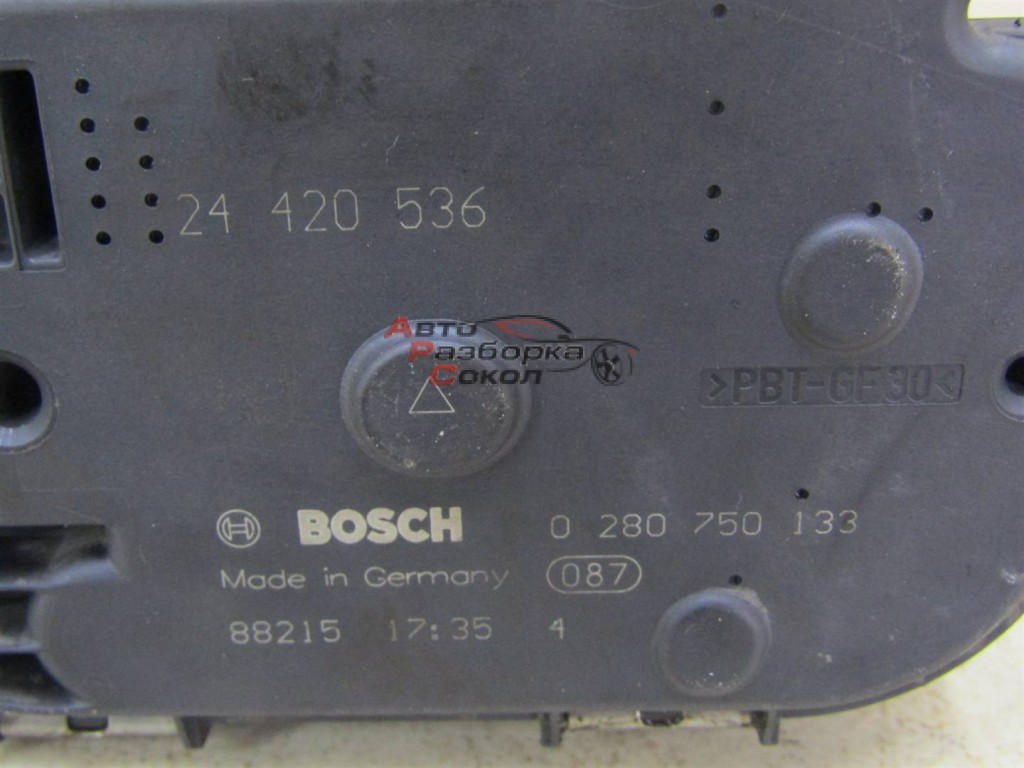 24 420 536
Авто
Разборка
Сокол
>PBT-GF30<
BOSCH 0 280 750 133
Made in Germany 087
88215 17:35 4